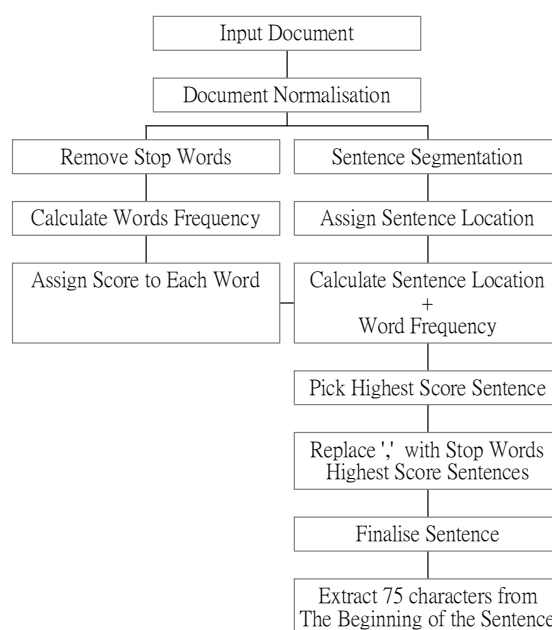 Input Document
Document Normalisation
Remove Stop Words
Sentence Segmentation
Calculate Words Frequency
Assign Sentence Location
Assign Score to Each Word
Calculate Sentence Location
+
Word Frequency
Pick Highest Score Sentence
Replace ',' with Stop Words
Highest Score Sentences
Finalise Sentence
Extract 75 characters from
The Beginning of the Sentence